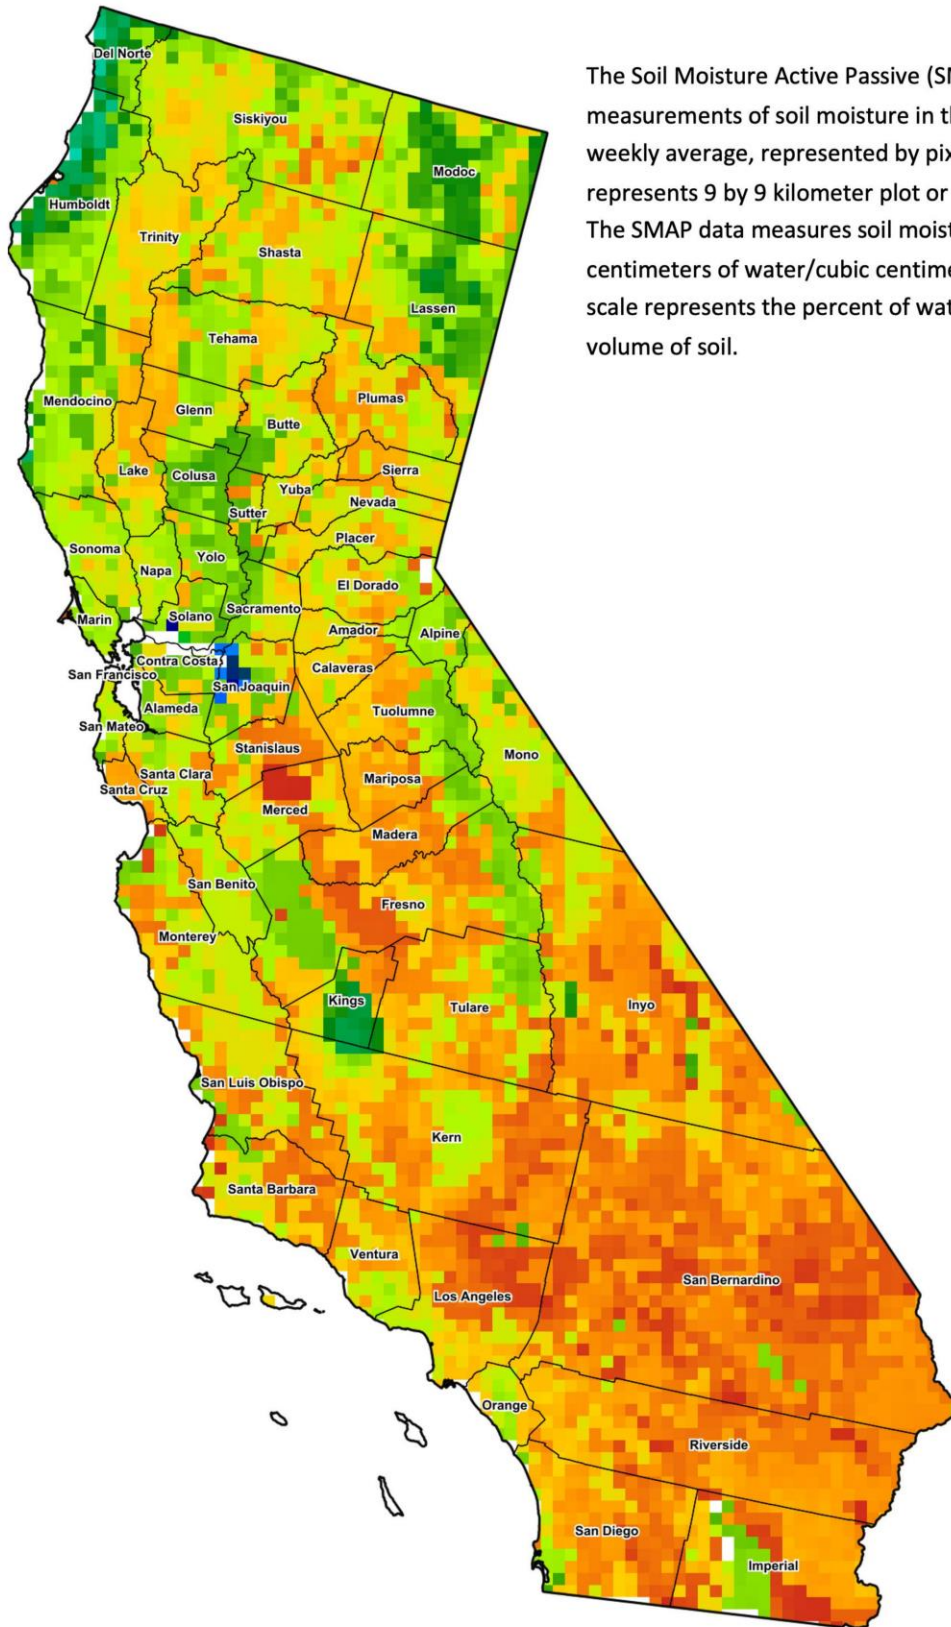 The Soil Moisture Active Passive (SM
measurements of soil moisture in th
weekly average, represented by pix
represents 9 by 9 kilometer plot or
The SMAP data measures soil moist
centimeters of water/cubic centime
scale represents the percent of wat
volume of soil.
Del Norte
Siskiyou
Modoc
Humboldt
Trinity
Shasta
Lassen
Tehama
Plumas
Mendocino
Glenn
Butte
Lake
Colusa
Sierra
Yuba
Nevada
Sutter
Placer
Sonoma
Yolo
Napa
El Dorado
Solano
Sacramento
Marin
Amador
Alpine
Contra Costa
Calaveras
San Francisco
San Joaquin
Alameda
Tuolumne
San Mateo
Stanislaus
Mono
Santa Clara
Mariposa
Santa Cruz
Merced
Madera
San Benito
Fresno
Monterey
Kings
Tulare
Inyo
San Luis Obispo
Kern
Santa Barbara
Ventura
San Bernardino
Los Angeles
Orange
Riverside
San Diego
Imperial